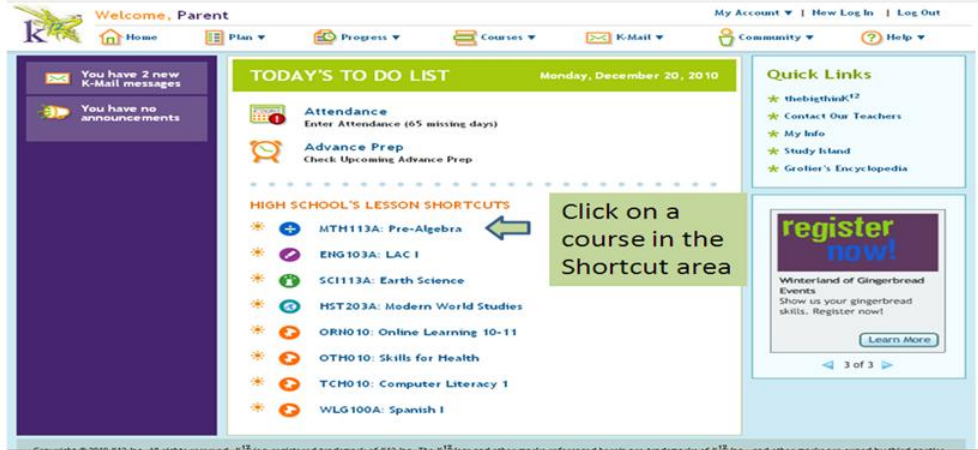 Welcome, Parent
My Account ▼ | New Log In | Log Out
k12
Home
Plan ▼
Progress ▼
Courses ▼
K-Mail ▼
Community ▼
Help ▼
You have 2 new
K-Mail messages
You have no
announcements
TODAY'S TO DO LIST
Monday, December 20, 2010
Attendance
Enter Attendance (65 missing days)
Advance Prep
Check Upcoming Advance Prep
HIGH SCHOOL'S LESSON SHORTCUTS
MTH113A: Pre-Algebra
ENG103A: LAC I
SCI113A: Earth Science
HST203A: Modern World Studies
ORN010: Online Learning 10-11
OTH010: Skills for Health
TCH010: Computer Literacy 1
WLG100A: Spanish I
Click on a
course in the
Shortcut area
Quick Links
thebigthinK12
Contact Our Teachers
My Info
Study Island
Grolier's Encyclopedia
register
now!
Winterland of Gingerbread
Events
Show us your gingerbread
skills. Register now!
Learn More
3 of 3